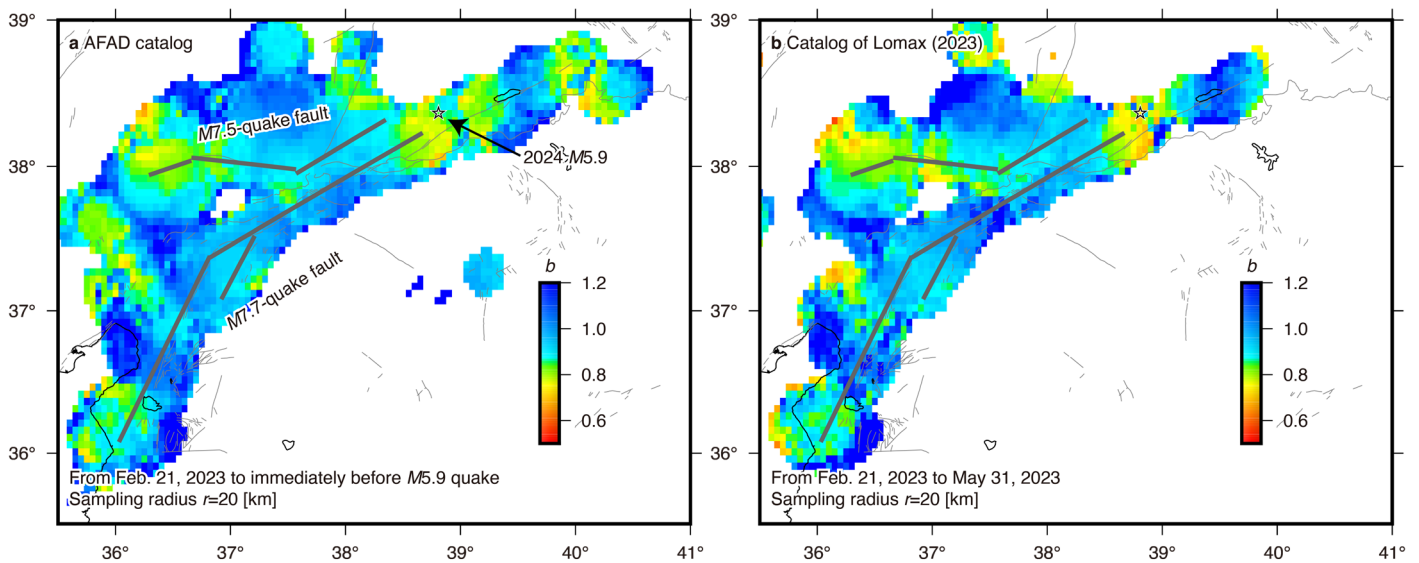 a AFAD catalog
M7.5-quake fault
2024 M5.9
M7.7-quake fault
b
1.2
1.0
0.8
0.6
From Feb. 21, 2023 to immediately before M5.9 quake
Sampling radius r=20 [km]
39°
38°
37°
36°
36°
37°
38°
39°
40°
41°
b Catalog of Lomax (2023)
b
1.2
1.0
0.8
0.6
From Feb. 21, 2023 to May 31, 2023
Sampling radius r=20 [km]
39°
38°
37°
36°
36°
37°
38°
39°
40°
41°